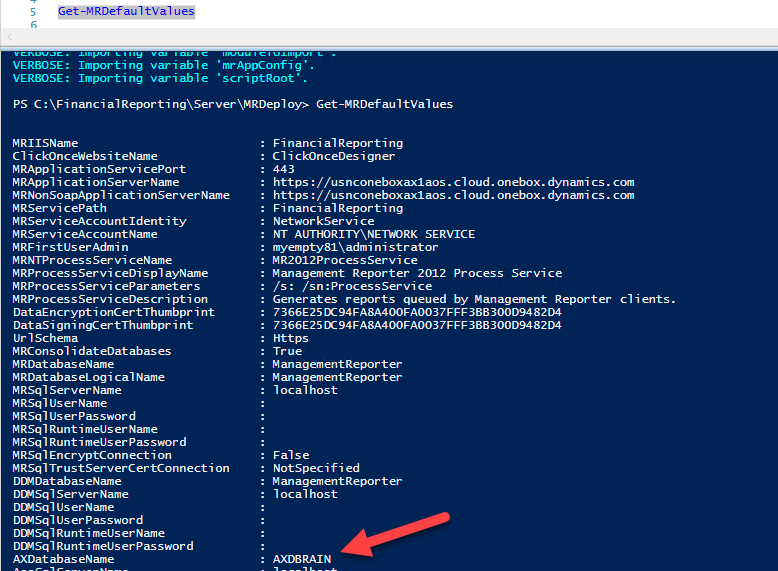 4
5 Get-MRDefaultValues
6
VERBOSE: Importing variable 'moduleToImport'.
VERBOSE: Importing variable 'mrAppConfig'.
VERBOSE: Importing variable 'scriptRoot'.
PS C:\FinancialReporting\Server\MRDeploy> Get-MRDefaultValues
MRIISName : FinancialReporting
ClickOnceWebsiteName : ClickOnceDesigner
MRApplicationServicePort : 443
MRApplicationServerName : https://usnconeboxax1aos.cloud.onebox.dynamics.com
MRNonSoapApplicationServerName : https://usnconeboxax1aos.cloud.onebox.dynamics.com
MRServicePath : FinancialReporting
MRServiceAccountIdentity : NetworkService
MRServiceAccountName : NT AUTHORITY\NETWORK SERVICE
MRFirstUserAdmin : myempty81\administrator
MRNTProcessServiceName : MR2012ProcessService
MRProcessServiceDisplayName : Management Reporter 2012 Process Service
MRProcessServiceParameters : /s: /sn:ProcessService
MRProcessServiceDescription : Generates reports queued by Management Reporter clients.
DataEncryptionCertThumbprint : 7366E25DC94FA8A400FA0037FFF3BB300D9482D4
DataSigningCertThumbprint : 7366E25DC94FA8A400FA0037FFF3BB300D9482D4
UrlSchema : Https
MRConsolidateDatabases : True
MRDatabaseName : ManagementReporter
MRDatabaseLogicalName : ManagementReporter
MRSqlServerName : localhost
MRSqlUserName :
MRSqlUserPassword :
MRSqlRuntimeUserName :
MRSqlRuntimeUserPassword :
MRSqlEncryptConnection : False
MRSqlTrustServerCertConnection : NotSpecified
DDMDatabaseName : ManagementReporter
DDMSqlServerName : localhost
DDMSqlUserName :
DDMSqlUserPassword :
DDMSqlRuntimeUserName :
DDMSqlRuntimeUserPassword :
AXDatabaseName : AXDBRAIN
: localhost